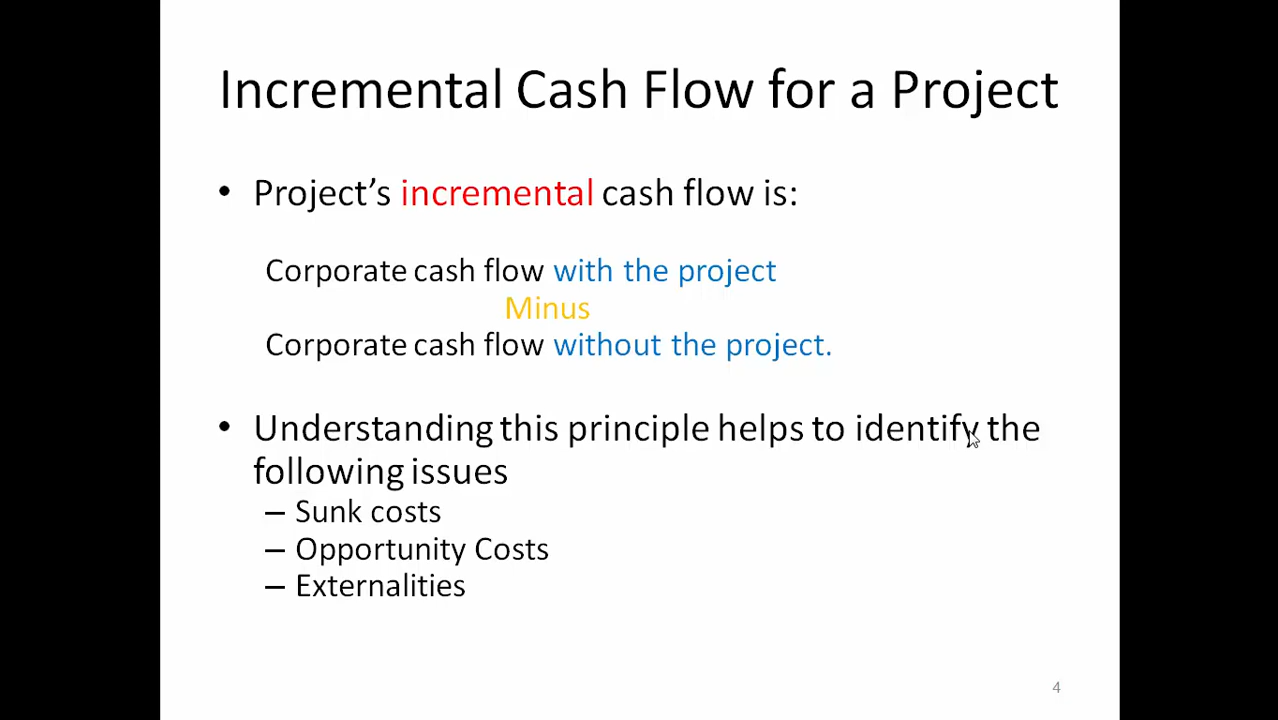 Incremental Cash Flow for a Project
• Project’s incremental cash flow is:
Corporate cash flow with the project
Minus
Corporate cash flow without the project.
• Understanding this principle helps to identify the
following issues
– Sunk costs
– Opportunity Costs
– Externalities
4